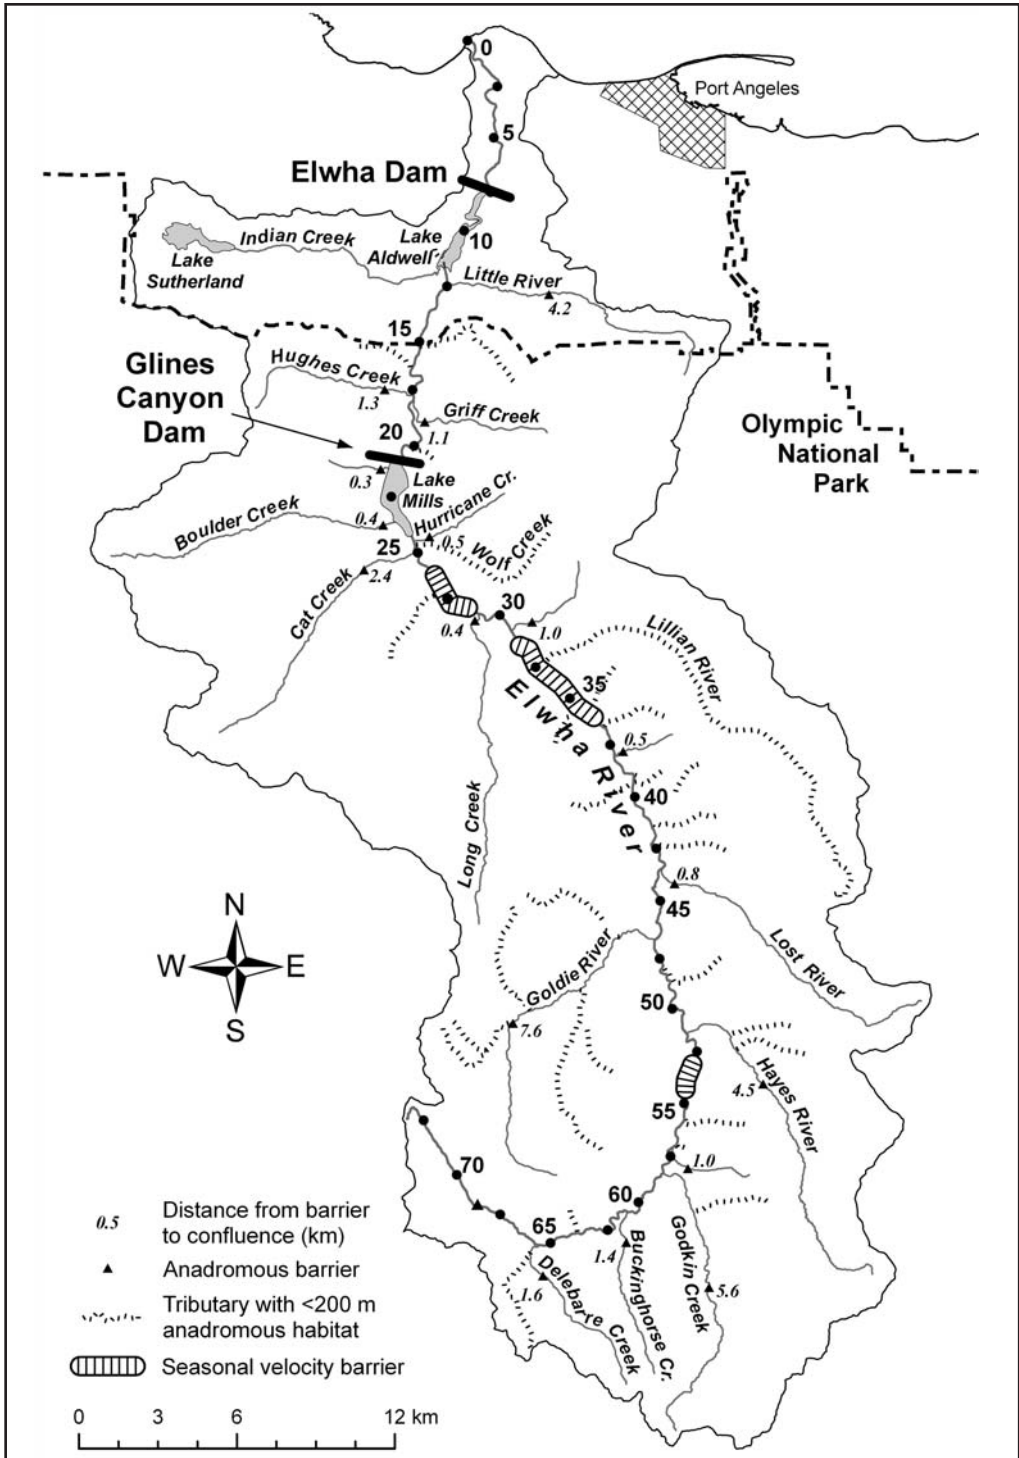 0
Port Angeles
5
Elwha Dam
10
Indian Creek
Lake
Aldwell
Lake
Sutherland
Little River
4.2
15
Hughes Creek
1.3
Glines
Canyon
Dam
Griff Creek
1.1
20
Olympic
National
Park
0.3
Lake
Mills
Hurricane Cr.
Boulder Creek
0.4
0.5
Wolf Creek
25
2.4
Cat Creek
30
0.4
1.0
Lillian River
35
Elwha River
0.5
40
Long Creek
0.8
45
Lost River
N
W
E
S
Goldie River
50
7.6
Hayes River
4.5
55
70
1.0
60
65
1.4
Buckinghorse Cr.
Godkin Creek
5.6
Delebarre Creek
1.6
0.5
Distance from barrier
to confluence (km)
Anadromous barrier
Tributary with <200 m
anadromous habitat
Seasonal velocity barrier
0 3 6 12 km